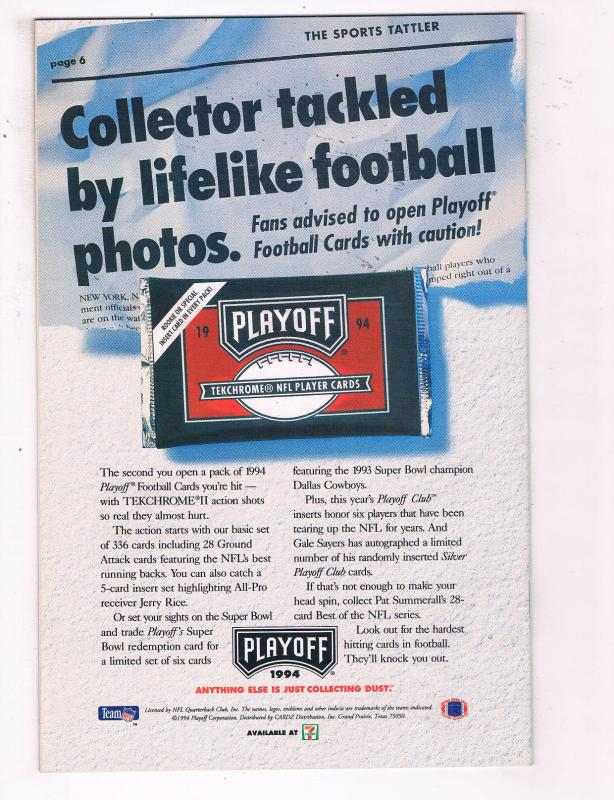 THE SPORTS TATTLER
page 6
Collector tackled
by lifelike football
photos.
Fans advised to open Playoff®
Football Cards with caution!
NEW YORK, N.
ment officials
are on the wat
ball players who
mped right out of a
ROOKIE OR SPECIAL
INSERT CARD IN EVERY PACK!
19 PLAYOFF® 94
TEKCHROME® NFL PLAYER CARDS
The second you open a pack of 1994
Playoff® Football Cards you're hit —
with TEKCHROME®II action shots
so real they almost hurt.
The action starts with our basic set
of 336 cards including 28 Ground
Attack cards featuring the NFL's best
running backs. You can also catch a
5-card insert set highlighting All-Pro
receiver Jerry Rice.
Or set your sights on the Super Bowl
and trade Playoff's Super
Bowl redemption card for
a limited set of six cards
featuring the 1993 Super Bowl champion
Dallas Cowboys.
Plus, this year's Playoff Club™
inserts honor six players that have been
tearing up the NFL for years. And
Gale Sayers has autographed a limited
number of his randomly inserted Silver
Playoff Club cards.
If that's not enough to make your
head spin, collect Pat Summerall's 28-
card Best of the NFL series.
Look out for the hardest
hitting cards in football.
They'll knock you out.
PLAYOFF®
1994
ANYTHING ELSE IS JUST COLLECTING DUST.™
Team NFL™
Licensed by NFL Quarterback Club, Inc. The names, logos, emblems and other indicia are trademarks of the teams indicated.
©1994 Playoff Corporation. Distributed by CARDZ Distribution, Inc. Grand Prairie, Texas 75050.
AVAILABLE AT 7 ELEVEN